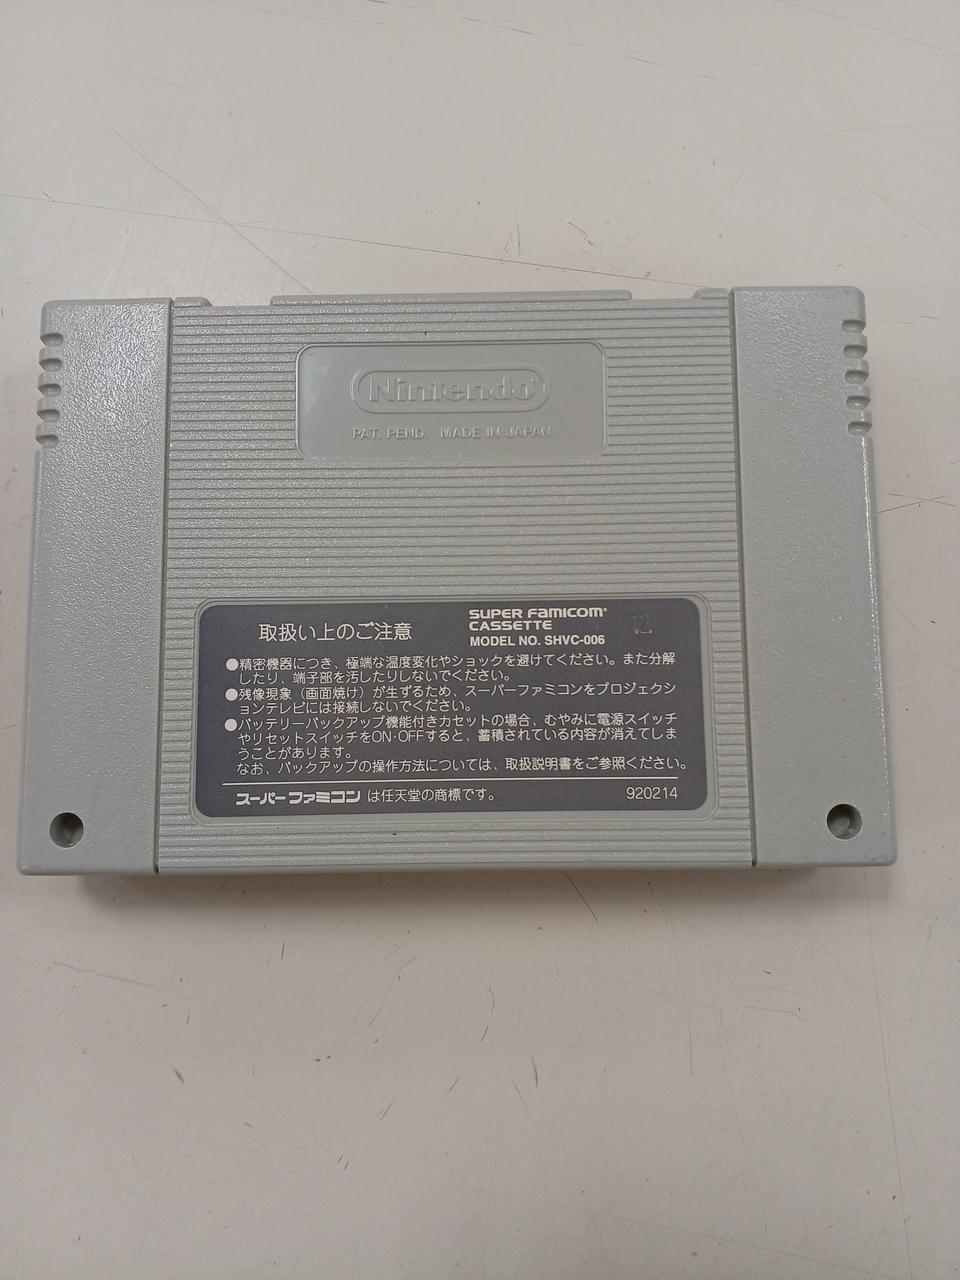 Nintendo
PAT. PEND. MADE IN JAPAN
取扱い上のご注意
SUPER FAMICOM
CASSETTE
MODEL NO. SHVC-006
12
●精密機器につき、極端な温度変化やショックを避けてください。また分解
したり、端子部を汚したりしないでください。
●残像現象（画面焼け）が生ずるため、スーパーファミコンをプロジェクシ
ョンテレビには接続しないでください。
●バッテリーバックアップ機能付きカセットの場合、むやみに電源スイッチ
やリセットスイッチをON･OFFすると、蓄積されている内容が消えてしま
うことがあります。
なお、バックアップの操作方法については、取扱説明書をご参照ください。
スーパーファミコン は任天堂の商標です。
920214